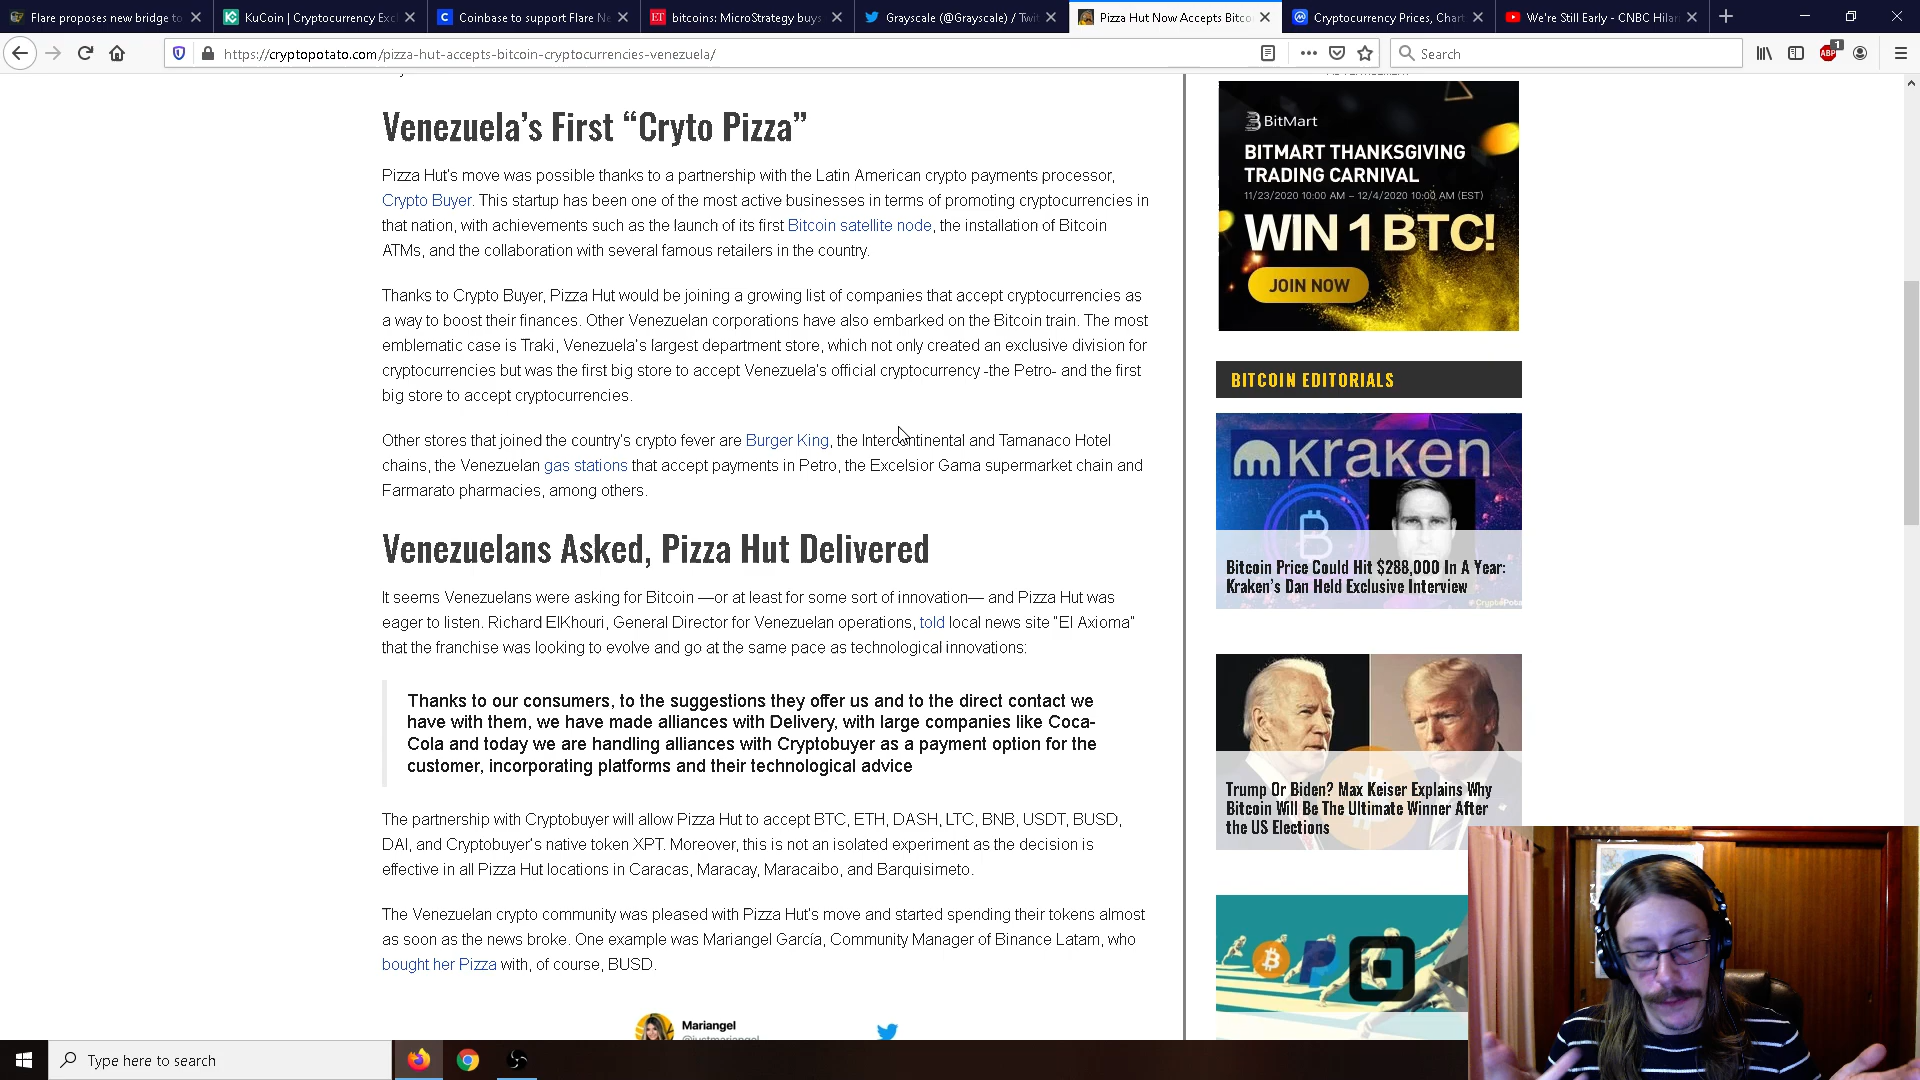 Flare proposes new bridge to
KuCoin | Cryptocurrency Exc
Coinbase to support Flare Ne
ET bitcoins: MicroStrategy buys
Grayscale (@Grayscale) / Twi
Pizza Hut Now Accepts Bitco
Cryptocurrency Prices, Chart
We're Still Early - CNBC Hilar
https://cryptopotato.com/pizza-hut-accepts-bitcoin-cryptocurrencies-venezuela/
Search
ABP 1
Venezuela's First “Cryto Pizza”
Pizza Hut's move was possible thanks to a partnership with the Latin American crypto payments processor,
Crypto Buyer. This startup has been one of the most active businesses in terms of promoting cryptocurrencies in
that nation, with achievements such as the launch of its first Bitcoin satellite node, the installation of Bitcoin
ATMs, and the collaboration with several famous retailers in the country.
Thanks to Crypto Buyer, Pizza Hut would be joining a growing list of companies that accept cryptocurrencies as
a way to boost their finances. Other Venezuelan corporations have also embarked on the Bitcoin train. The most
emblematic case is Traki, Venezuela's largest department store, which not only created an exclusive division for
cryptocurrencies but was the first big store to accept Venezuela's official cryptocurrency -the Petro- and the first
big store to accept cryptocurrencies.
Other stores that joined the country's crypto fever are Burger King, the Intercontinental and Tamanaco Hotel
chains, the Venezuelan gas stations that accept payments in Petro, the Excelsior Gama supermarket chain and
Farmarato pharmacies, among others.
Venezuelans Asked, Pizza Hut Delivered
It seems Venezuelans were asking for Bitcoin —or at least for some sort of innovation— and Pizza Hut was
eager to listen. Richard ElKhouri, General Director for Venezuelan operations, told local news site “El Axioma”
that the franchise was looking to evolve and go at the same pace as technological innovations:
Thanks to our consumers, to the suggestions they offer us and to the direct contact we
have with them, we have made alliances with Delivery, with large companies like Coca-
Cola and today we are handling alliances with Cryptobuyer as a payment option for the
customer, incorporating platforms and their technological advice
The partnership with Cryptobuyer will allow Pizza Hut to accept BTC, ETH, DASH, LTC, BNB, USDT, BUSD,
DAI, and Cryptobuyer's native token XPT. Moreover, this is not an isolated experiment as the decision is
effective in all Pizza Hut locations in Caracas, Maracay, Maracaibo, and Barquisimeto.
The Venezuelan crypto community was pleased with Pizza Hut's move and started spending their tokens almost
as soon as the news broke. One example was Mariangel García, Community Manager of Binance Latam, who
bought her Pizza with, of course, BUSD.
Mariangel
BitMart
BITMART THANKSGIVING
TRADING CARNIVAL
11/23/2020 10:00 AM – 12/4/2020 10:00 AM (EST)
WIN 1 BTC!
JOIN NOW
BITCOIN EDITORIALS
kraken
Bitcoin Price Could Hit $288,000 In A Year:
Kraken's Dan Held Exclusive Interview
Trump Or Biden? Max Keiser Explains Why
Bitcoin Will Be The Ultimate Winner After
the US Elections
Type here to search